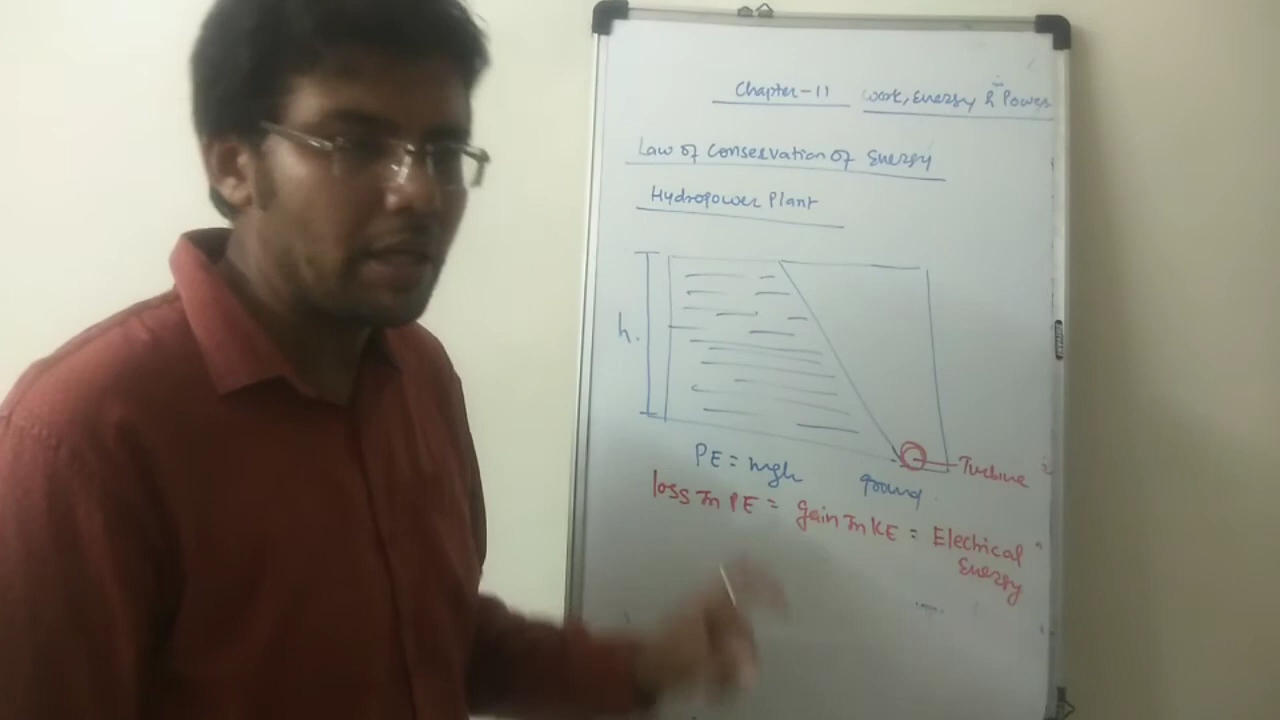 Chapter-11 Work, Energy & Power
Law of Conservation of Energy
Hydropower Plant
h.
PE = mgh
ground
Turbine
loss In PE = gain In KE = Electrical
Energy